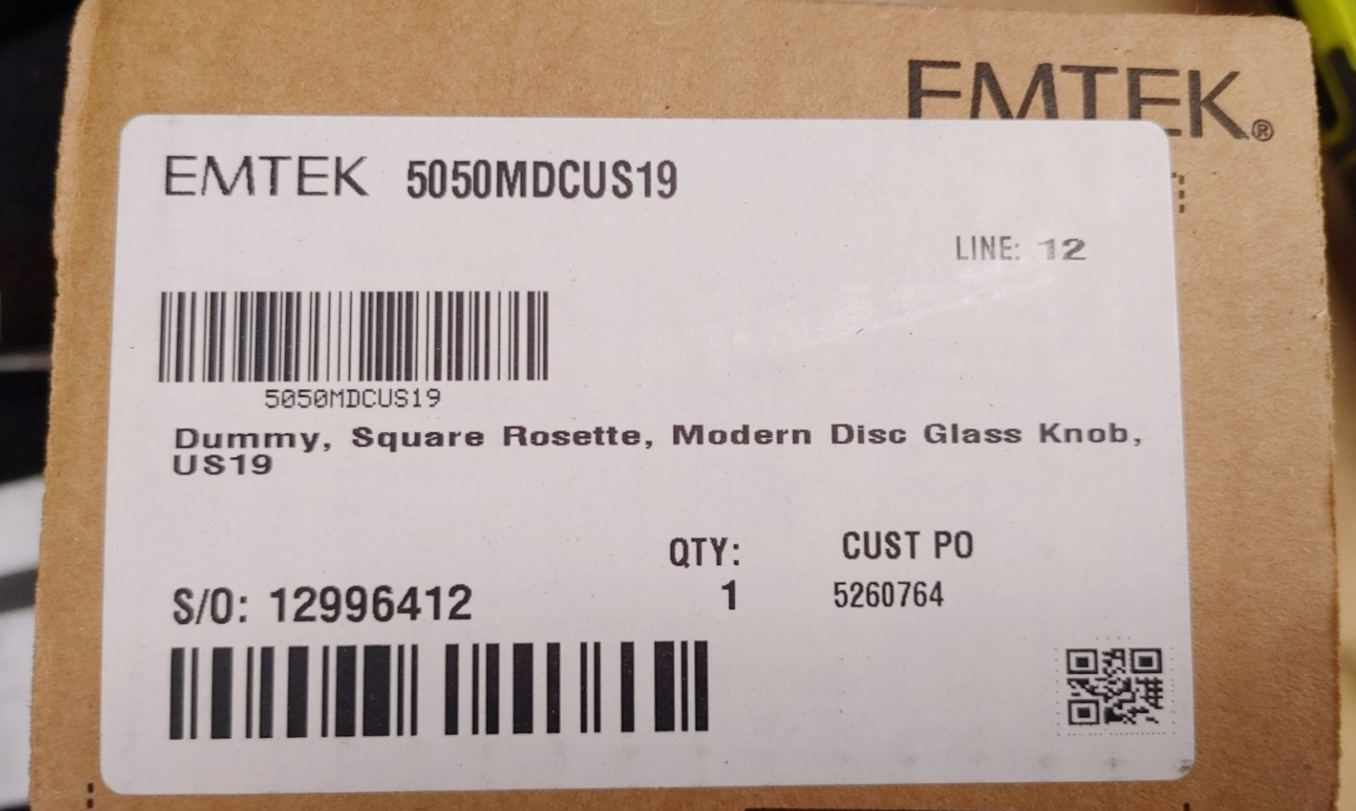 EMTEK®
EMTEK 5050MDCUS19
LINE: 12
5050MDCUS19
Dummy, Square Rosette, Modern Disc Glass Knob,
US19
QTY: CUST PO
S/O: 12996412 1 5260764